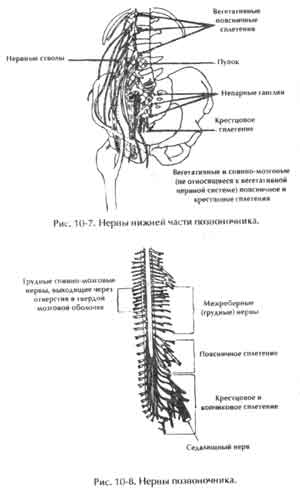 Вегетативные
поясничные
сплетения
Нервные стволы
Пупок
Непарные ганглии
Крестцовое
сплетение
Вегетативные и спинно-мозговые
(не относящиеся к вегетативной
нервной системе) поясничное и
крестцовое сплетения
Рис. 10-7. Нервы нижней части позвоночника.
Грудные спинно-мозговые
нервы, выходящие через
отверстия в твердой
мозговой оболочке
Межреберные
(грудные) нервы
Поясничное сплетение
Крестцовое и
копчиковое сплетение
Седалищный нерв
Рис. 10-8. Нервы позвоночника.